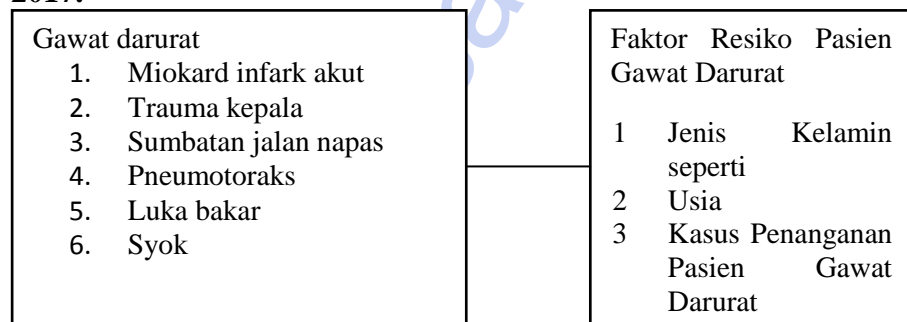 2017.
Gawat darurat
1. Miokard infark akut
2. Trauma kepala
3. Sumbatan jalan napas
4. Pneumotoraks
5. Luka bakar
6. Syok
Faktor Resiko Pasien
Gawat Darurat
1 Jenis Kelamin
seperti
2 Usia
3 Kasus Penanganan
Pasien Gawat
Darurat